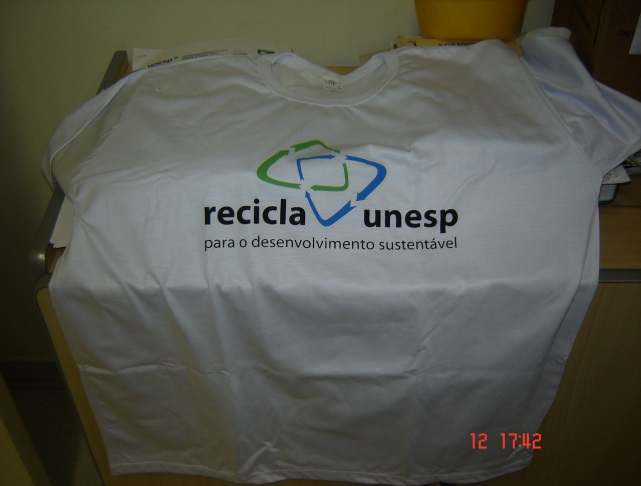 recicla unesp
para o desenvolvimento sustentável
12 17:42